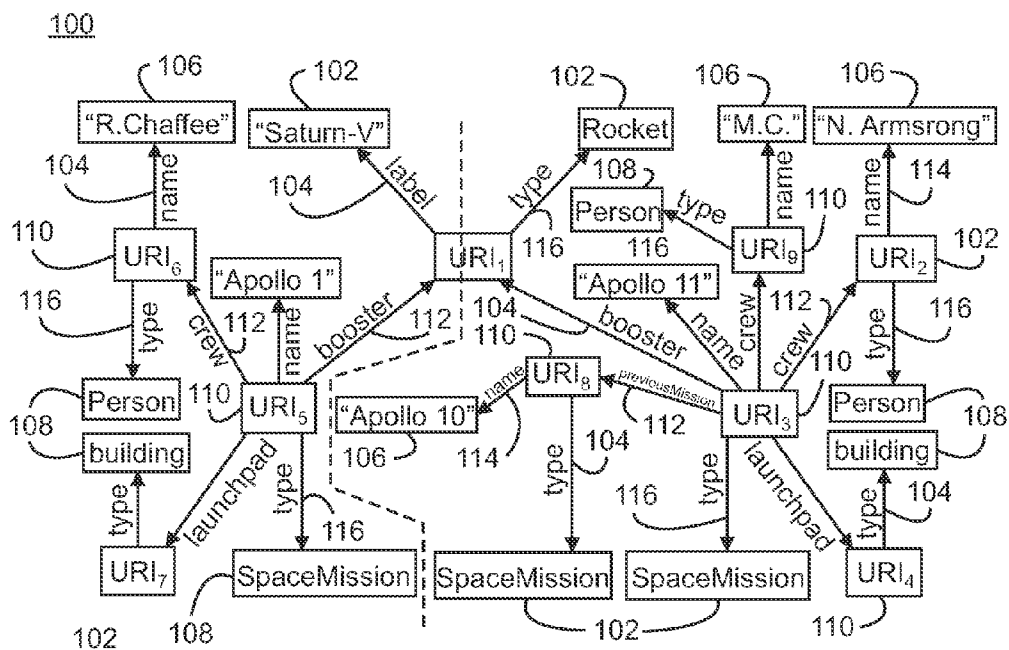 100
106 102 102 106 106
"R.Chaffee" "Saturn-V" Rocket "M.C." "N. Armsrong"
104 name 104 label type 108 116 name name 114
Person type
110 URI6 URI1 116 URI9 110 URI2 102
"Apollo 1" "Apollo 11"
116 type crew 112 name booster 112 104 booster name crew 112 crew type 116
110 URI8 previousMission 110
Person 110 URI5 "Apollo 10" name 112 URI3 Person
108 building 106 114 104 building 108
type launchpad type 116 type 116 type launchpad type 104
URI7 SpaceMission SpaceMission SpaceMission URI4
102 108 102 110